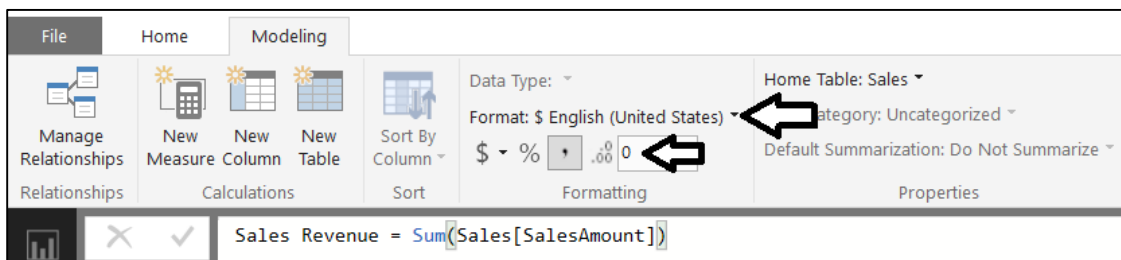 File Home Modeling
Data Type:
Home Table: Sales
Format: $ English (United States)
ategory: Uncategorized
Manage Relationships
New Measure
New Column
New Table
Sort By Column
$ % , .00 0
Default Summarization: Do Not Summarize
Relationships
Calculations
Sort
Formatting
Properties
Sales Revenue = Sum(Sales[SalesAmount])